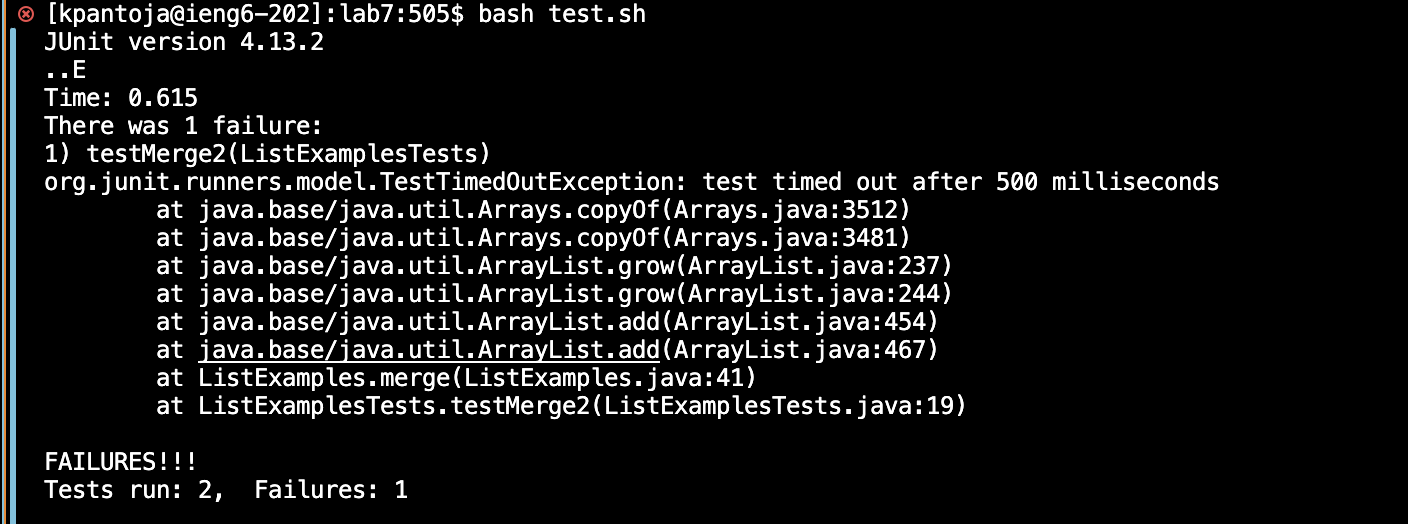 [kpantoja@ieng6-202]:lab7:505$ bash test.sh
JUnit version 4.13.2
..E
Time: 0.615
There was 1 failure:
1) testMerge2(ListExamplesTests)
org.junit.runners.model.TestTimedOutException: test timed out after 500 milliseconds
at java.base/java.util.Arrays.copyOf(Arrays.java:3512)
at java.base/java.util.Arrays.copyOf(Arrays.java:3481)
at java.base/java.util.ArrayList.grow(ArrayList.java:237)
at java.base/java.util.ArrayList.grow(ArrayList.java:244)
at java.base/java.util.ArrayList.add(ArrayList.java:454)
at java.base/java.util.ArrayList.add(ArrayList.java:467)
at ListExamples.merge(ListExamples.java:41)
at ListExamplesTests.testMerge2(ListExamplesTests.java:19)
FAILURES!!!
Tests run: 2,  Failures: 1